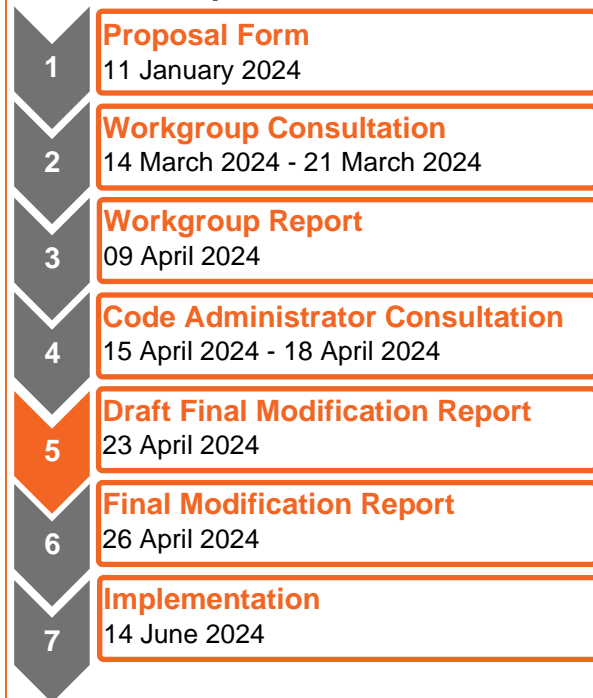 1
Proposal Form
11 January 2024
2
Workgroup Consultation
14 March 2024 - 21 March 2024
3
Workgroup Report
09 April 2024
4
Code Administrator Consultation
15 April 2024 - 18 April 2024
5
Draft Final Modification Report
23 April 2024
6
Final Modification Report
26 April 2024
7
Implementation
14 June 2024